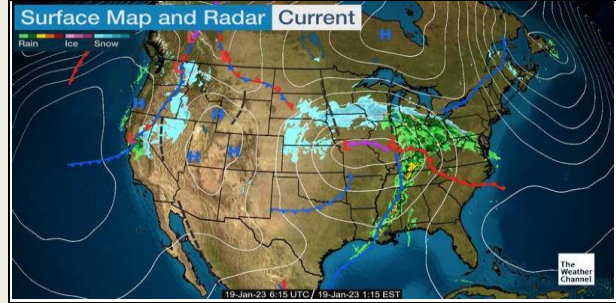 Surface Map and Radar Current
Rain Ice Snow
H
H
H
H
H
The
Weather
Channel
19-Jan-23 6:15 UTC / 19-Jan-23 1:15 EST